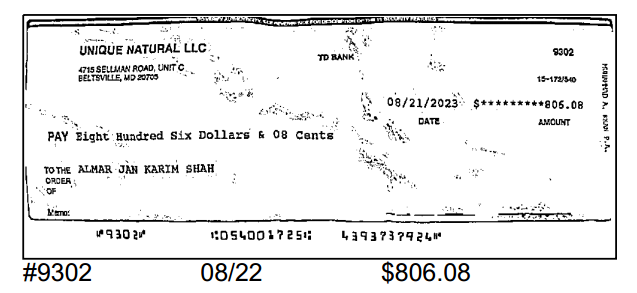 UNIQUE NATURAL LLC
4715 SELLMAN ROAD, UNIT C
BELTSVILLE, MD 20705
TD BANK
9302
15-172/540
08/21/2023 $*********806.08
DATE AMOUNT
PAY Eight Hundred Six Dollars & 08 Cents
TO THE ORDER OF
ALMAR JAN KARIM SHAH
Memo:
⑈9302⑈ ⑆054001725⑆ 4393737924⑈
#9302 08/22 $806.08